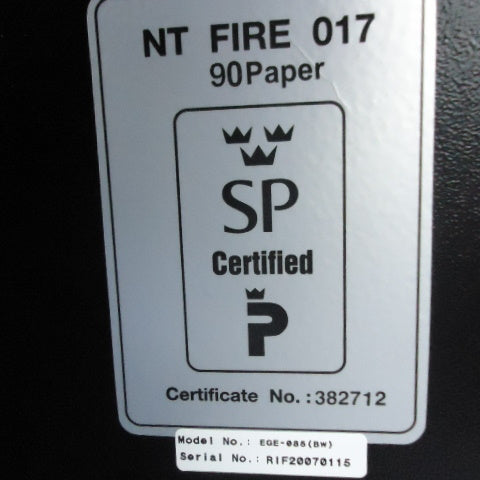 NT FIRE 017
90Paper
SP
Certified
P
Certificate No.:382712
Model No.: EGE-085(BW)
Serial No.: RIF20070115